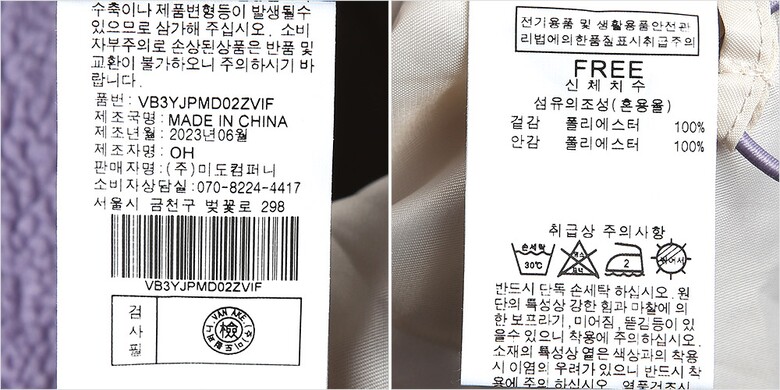 수축이나 제품변형등이 발생될수
있으므로 삼가해 주십시오. 소비
자부주의로 손상된상품은 반품 및
교환이 불가하오니 주의하시기 바
랍니다.
품번: VB3YJPMD02ZVIF
제조국명: MADE IN CHINA
제조년월: 2023년06월
제조자명: OH
판매자명: (주)미도컴퍼니
소비자상담실:070-8224-4417
서울시 금천구 벚꽃로 298
VB3YJPMD02ZVIF
검사필
VAN AKE
檢
전기용품 및 생활용품안전관
리법에의한품질표시취급주의
FREE
신체치수
섬유의조성(혼용율)
겉감 폴리에스터 100%
안감 폴리에스터 100%
취급상 주의사항
손세탁
30℃
2
뉘어서
반드시 단독 손세탁 하십시오. 원
단의 특성상 강한 힘과 마찰에 의
한 보프라기, 미어짐, 뜯김등이 있
을수 있으니 착용에 주의하십시오.
소재의 특성상 옅은 색상과의 착용
시 이염의 우려가 있으니 반드시 착
용에 주의 하십시오.